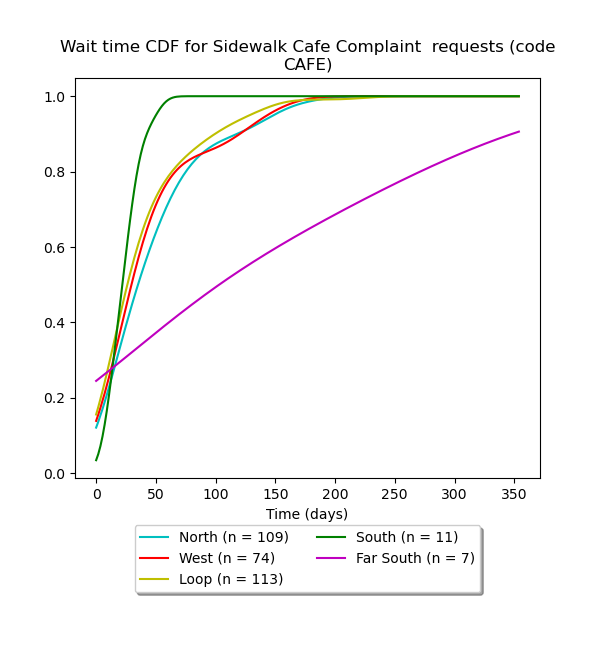 Wait time CDF for Sidewalk Cafe Complaint  requests (code
CAFE)
1.0
0.8
0.6
0.4
0.2
0.0
0 50 100 150 200 250 300 350
Time (days)
North (n = 109) South (n = 11)
West (n = 74) Far South (n = 7)
Loop (n = 113)